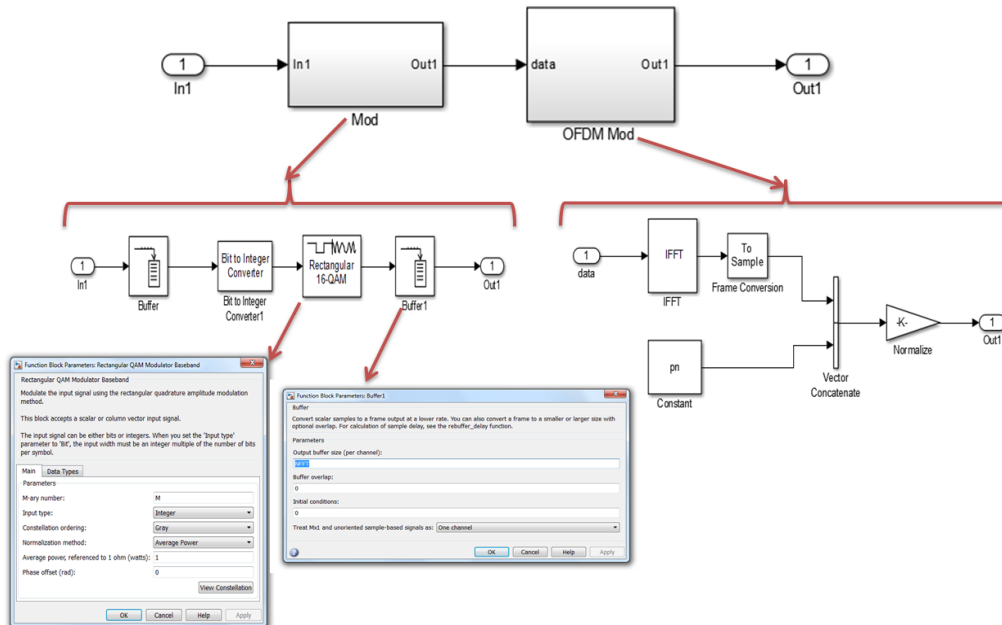 1
In1
In1
Out1
Mod
data
Out1
OFDM Mod
1
Out1
1
In1
Buffer
Bit to Integer
Converter
Bit to Integer
Converter1
Rectangular
16-QAM
Buffer1
1
Out1
1
data
IFFT
IFFT
To
Sample
Frame Conversion
pn
Constant
Vector
Concatenate
-K-
Normalize
1
Out1
Function Block Parameters: Rectangular QAM Modulator Baseband
Rectangular QAM Modulator Baseband
Modulate the input signal using the rectangular quadrature amplitude modulation
method.
This block accepts a scalar or column vector input signal.
The input signal can be either bits or integers. When you set the 'Input type'
parameter to 'Bit', the input width must be an integer multiple of the number of bits
per symbol.
Main
Data Types
Parameters
M-ary number:
M
Input type:
Integer
Constellation ordering:
Gray
Normalization method:
Average Power
Average power, referenced to 1 ohm (watts):
1
Phase offset (rad):
0
View Constellation
OK
Cancel
Help
Apply
Function Block Parameters: Buffer1
Buffer
Convert scalar samples to a frame output at a lower rate. You can also convert a frame to a smaller or larger size with
optional overlap. For calculation of sample delay, see the rebuffer_delay function.
Parameters
Output buffer size (per channel):
NFFT
Buffer overlap:
0
Initial conditions:
0
Treat Mx1 and unoriented sample-based signals as:
One channel
OK
Cancel
Help
Apply